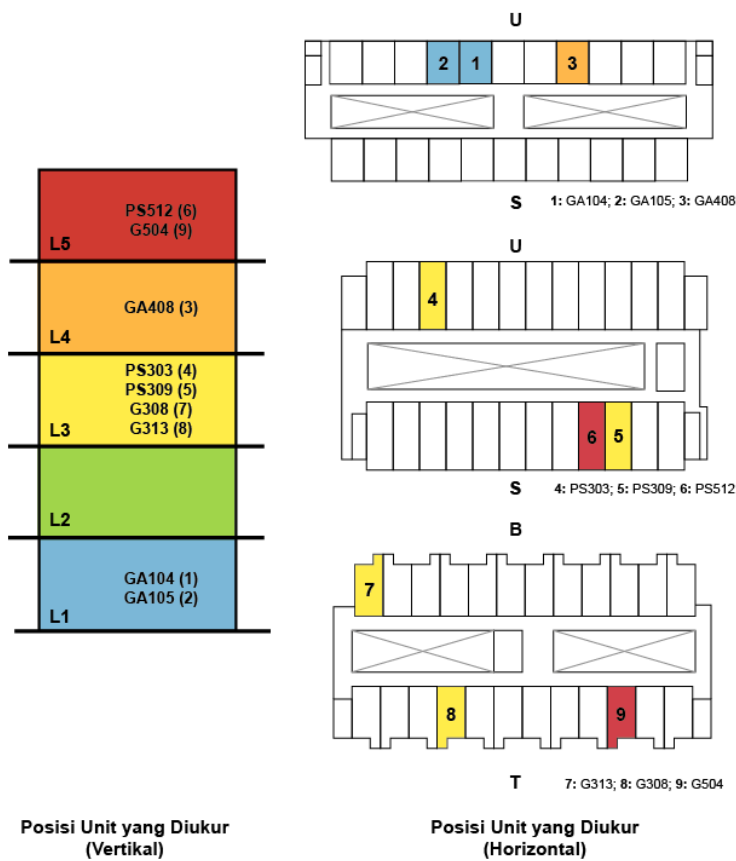 PS512 (6)
G504 (9)
L5
GA408 (3)
L4
PS303 (4)
PS309 (5)
G308 (7)
G313 (8)
L3
L2
GA104 (1)
GA105 (2)
L1
Posisi Unit yang Diukur
(Vertikal)
U
2 1 3
S 1: GA104; 2: GA105; 3: GA408
U
4
6 5
S 4: PS303; 5: PS309; 6: PS512
B
7
8 9
T 7: G313; 8: G308; 9: G504
Posisi Unit yang Diukur
(Horizontal)